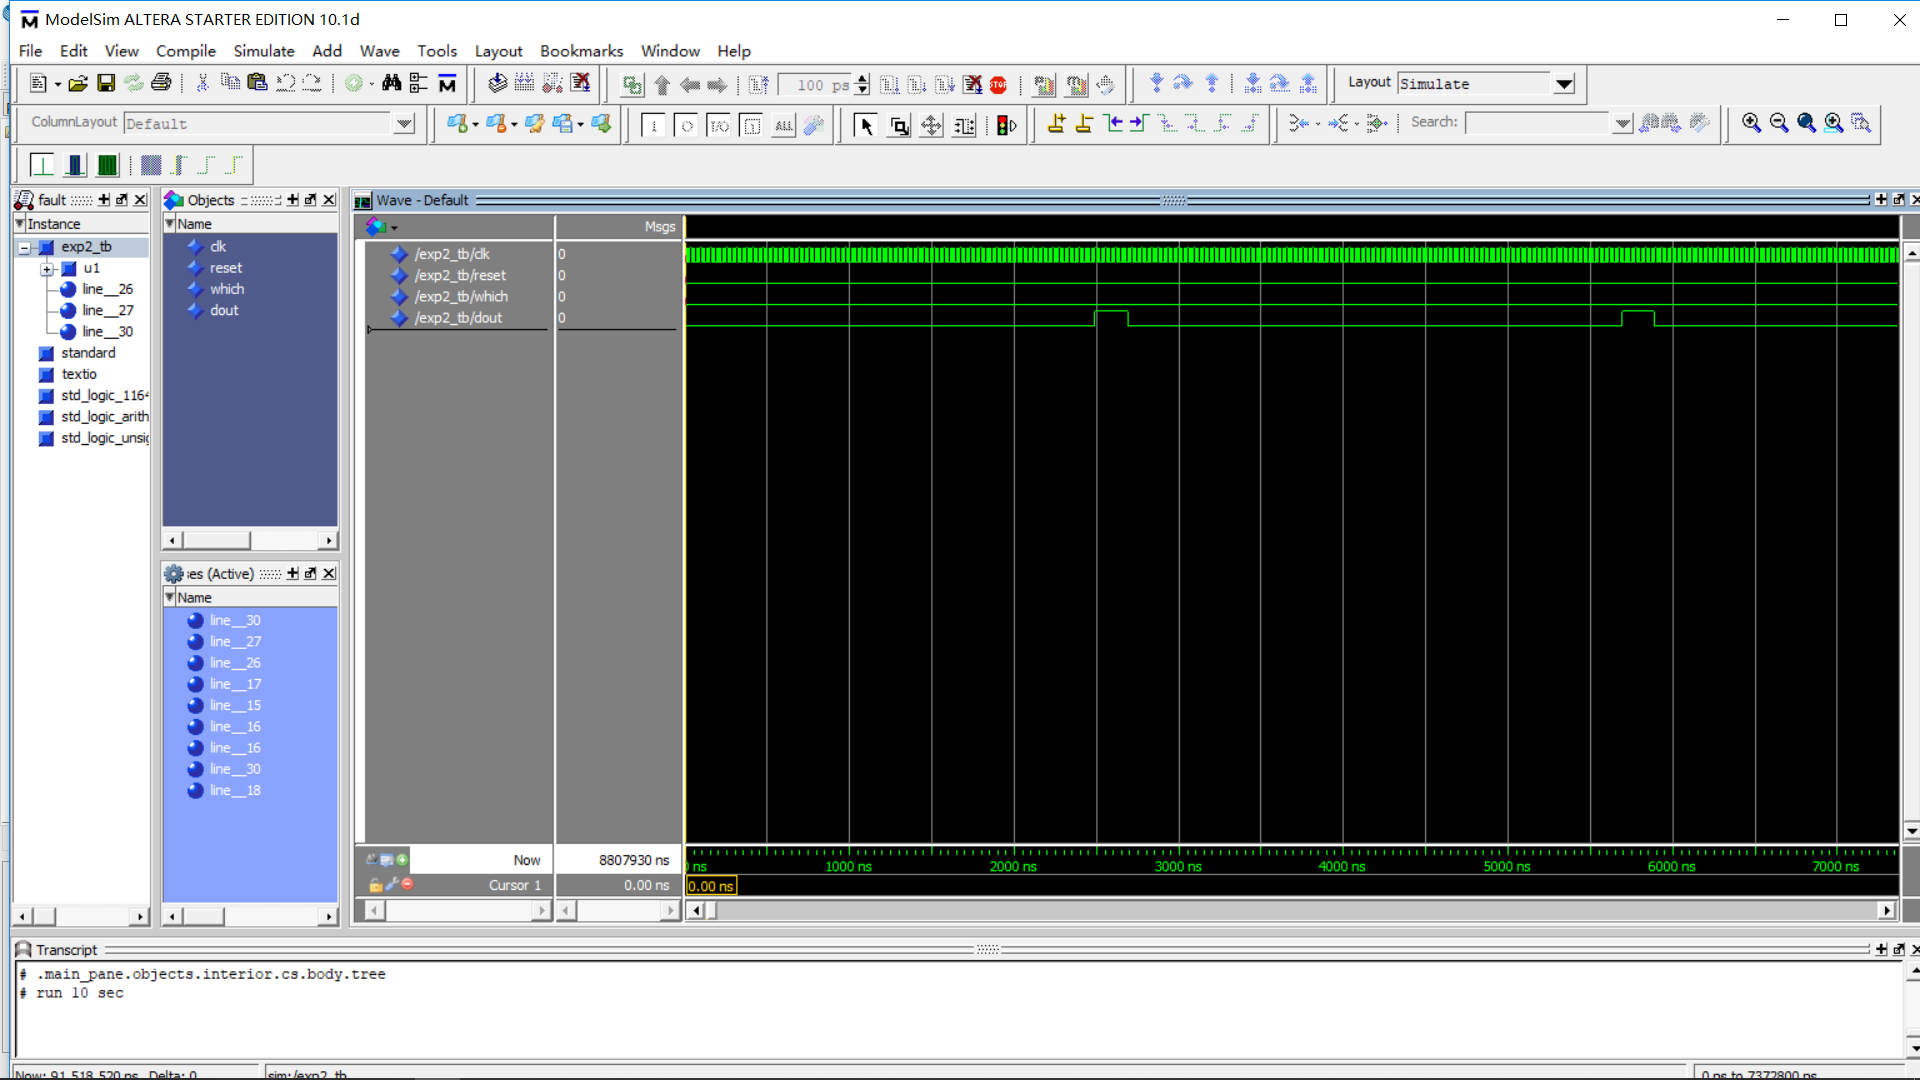 ModelSim ALTERA STARTER EDITION 10.1d
File Edit View Compile Simulate Add Wave Tools Layout Bookmarks Window Help
100 ps
Layout Simulate
ColumnLayout Default
Search:
fault
Instance
exp2_tb
u1
line__26
line__27
line__30
standard
textio
std_logic_1164
std_logic_arith
std_logic_unsig
Objects
Name
clk
reset
which
dout
ses (Active)
Name
line__30
line__27
line__26
line__17
line__15
line__16
line__16
line__30
line__18
Wave - Default
Msgs
/exp2_tb/clk 0
/exp2_tb/reset 0
/exp2_tb/which 0
/exp2_tb/dout 0
Now 8807930 ns
ns 1000 ns 2000 ns 3000 ns 4000 ns 5000 ns 6000 ns 7000 ns
Cursor 1 0.00 ns
0.00 ns
Transcript
# .main_pane.objects.interior.cs.body.tree
# run 10 sec
Now: 91,518,520 ns Delta: 0 sim:/exp2_tb 0 ns to 7372800 ns